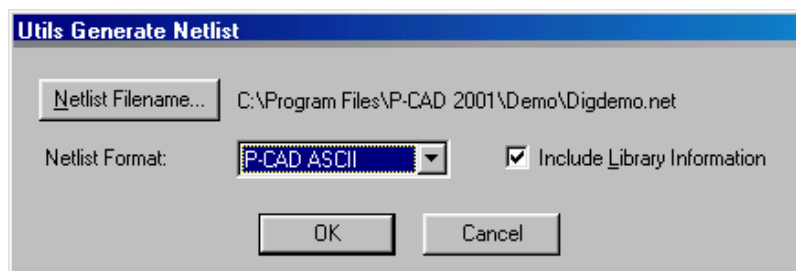 Utils Generate Netlist
Netlist Filename... C:\Program Files\P-CAD 2001\Demo\Digdemo.net
Netlist Format: P-CAD ASCII Include Library Information
OK Cancel